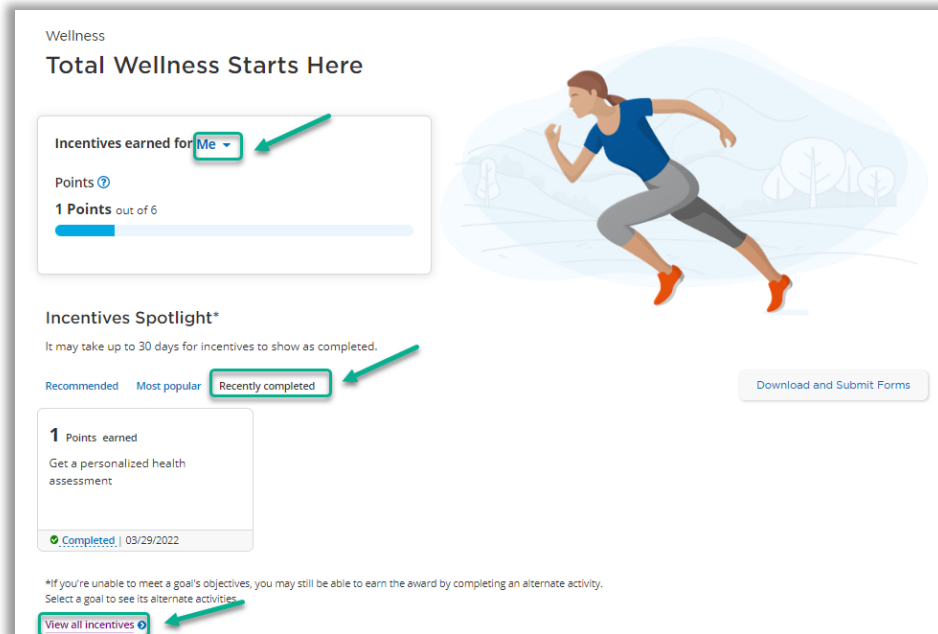 Wellness
Total Wellness Starts Here
Incentives earned for Me
Points
1 Points out of 6
Incentives Spotlight*
It may take up to 30 days for incentives to show as completed.
Recommended Most popular Recently completed
Download and Submit Forms
1 Points earned
Get a personalized health
assessment
Completed | 03/29/2022
*If you're unable to meet a goal's objectives, you may still be able to earn the award by completing an alternate activity.
Select a goal to see its alternate activities.
View all incentives